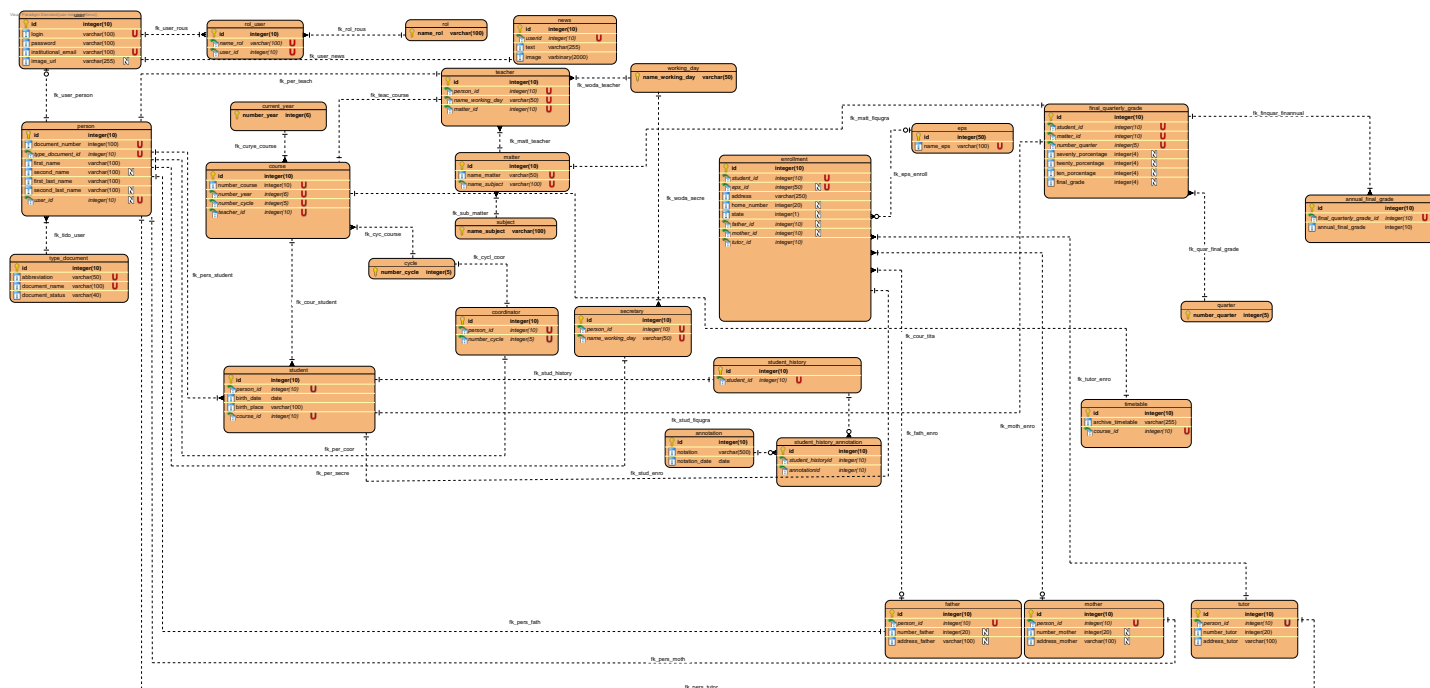 id integer(10)
login varchar(100) U
password varchar(100)
institutional_email varchar(100) U
image_url varchar(255) N
fk_user_rous
rol_user
id integer(10)
name_rol varchar(100) U
user_id integer(10) U
fk_rol_rous
rol
name_rol varchar(100)
news
id integer(10)
userid integer(10) U
text varchar(255)
image varbinary(2000)
fk_user_news
fk_user_person
fk_per_teach
fk_teac_course
teacher
id integer(10)
person_id integer(10) U
name_working_day varchar(50) U
matter_id integer(10) U
fk_woda_teacher
working_day
name_working_day varchar(50)
current_year
number_year integer(6)
fk_curye_course
fk_matt_teacher
fk_matt_fiqugra
person
id integer(10)
document_number integer(100) U
type_document_id integer(10) U
first_name varchar(100)
second_name varchar(100) N
first_last_name varchar(100)
second_last_name varchar(100) N
user_id integer(10) N U
course
id integer(10)
number_course integer(10) U
number_year integer(6) U
number_cycle integer(5) U
teacher_id integer(10) U
matter
id integer(10)
name_matter varchar(50) U
name_subject varchar(100) U
fk_sub_matter
subject
name_subject varchar(100)
fk_woda_secre
enrollment
id integer(10)
student_id integer(10) U
eps_id integer(50) N U
address varchar(250)
home_number integer(20) N
state integer(1) N
father_id integer(10) N
mother_id integer(10) N
tutor_id integer(10)
eps
id integer(50)
name_eps varchar(100) U
fk_eps_enroll
final_quarterly_grade
id integer(10)
student_id integer(10) U
matter_id integer(10) U
number_quarter integer(5) U
seventy_porcentage integer(4) N
twenty_porcentage integer(4) N
ten_porcentage integer(4) N
final_grade integer(4) N
fk_finquar_finannual
annual_final_grade
id integer(10)
final_quarterly_grade_id integer(10) U
annual_final_grade integer(10)
fk_quar_final_grade
quarter
number_quarter integer(5)
fk_tido_user
type_document
id integer(10)
abbreviation varchar(50) U
document_name varchar(100) U
document_status varchar(40)
fk_pers_student
fk_cour_student
fk_cyc_course
cycle
number_cycle integer(5)
fk_cycl_coor
coordinator
id integer(10)
person_id integer(10) U
number_cycle integer(5) U
secretary
id integer(10)
person_id integer(10) U
name_working_day varchar(50) U
fk_cour_tita
student
id integer(10)
person_id integer(10) U
birth_date date
birth_place varchar(100)
course_id integer(10) U
fk_stud_history
student_history
id integer(10)
student_id integer(10) U
fk_tutor_enro
timetable
id integer(10)
archive_timetable varchar(255)
course_id integer(10) U
fk_stud_fiqugra
fk_fath_enro
fk_moth_enro
annotation
id integer(10)
notation varchar(500)
notation_date date
student_history_annotation
id integer(10)
student_historyid integer(10)
annotationid integer(10)
fk_per_coor
fk_per_secre
fk_stud_enro
father
id integer(10)
person_id integer(10) U
number_father integer(20) N
address_father varchar(100) N
mother
id integer(10)
person_id integer(10) U
number_mother integer(20) N
address_mother varchar(100) N
tutor
id integer(10)
person_id integer(10) U
number_tutor integer(20)
address_tutor varchar(100)
fk_pers_fath
fk_pers_moth
fk_pers_tutor